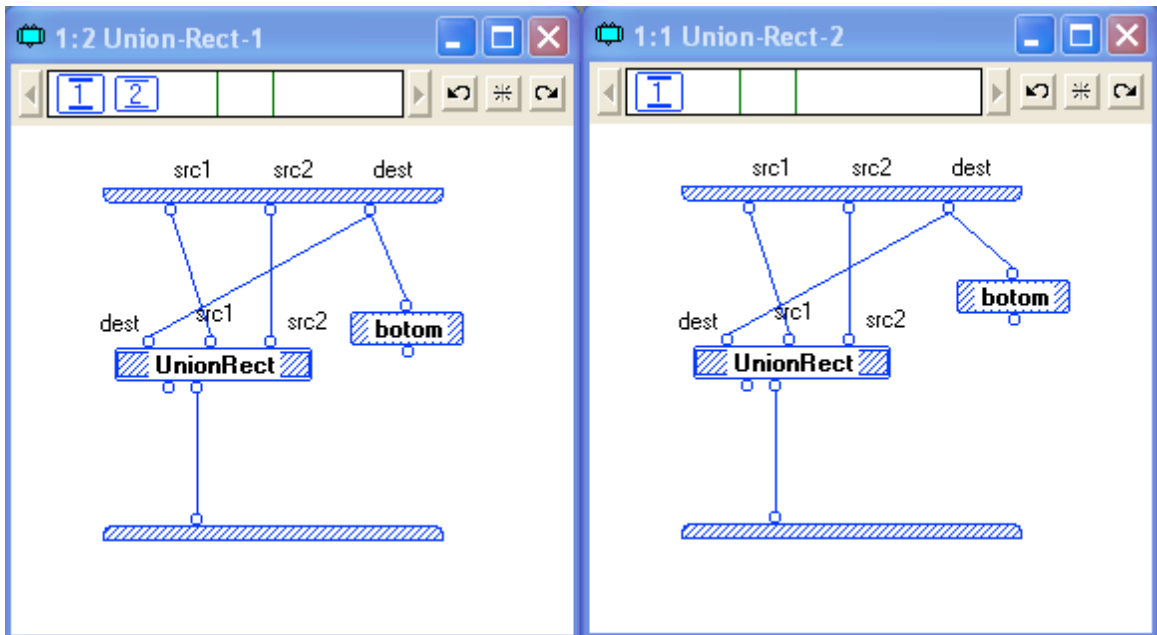 1:2 Union-Rect-1
1 2
src1 src2 dest
dest src1 src2
botom
UnionRect
1:1 Union-Rect-2
1
src1 src2 dest
botom
dest src1 src2
UnionRect